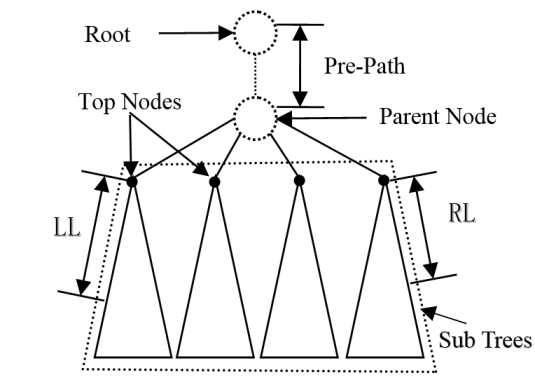 Root
Pre-Path
Top Nodes
Parent Node
LL
RL
Sub Trees